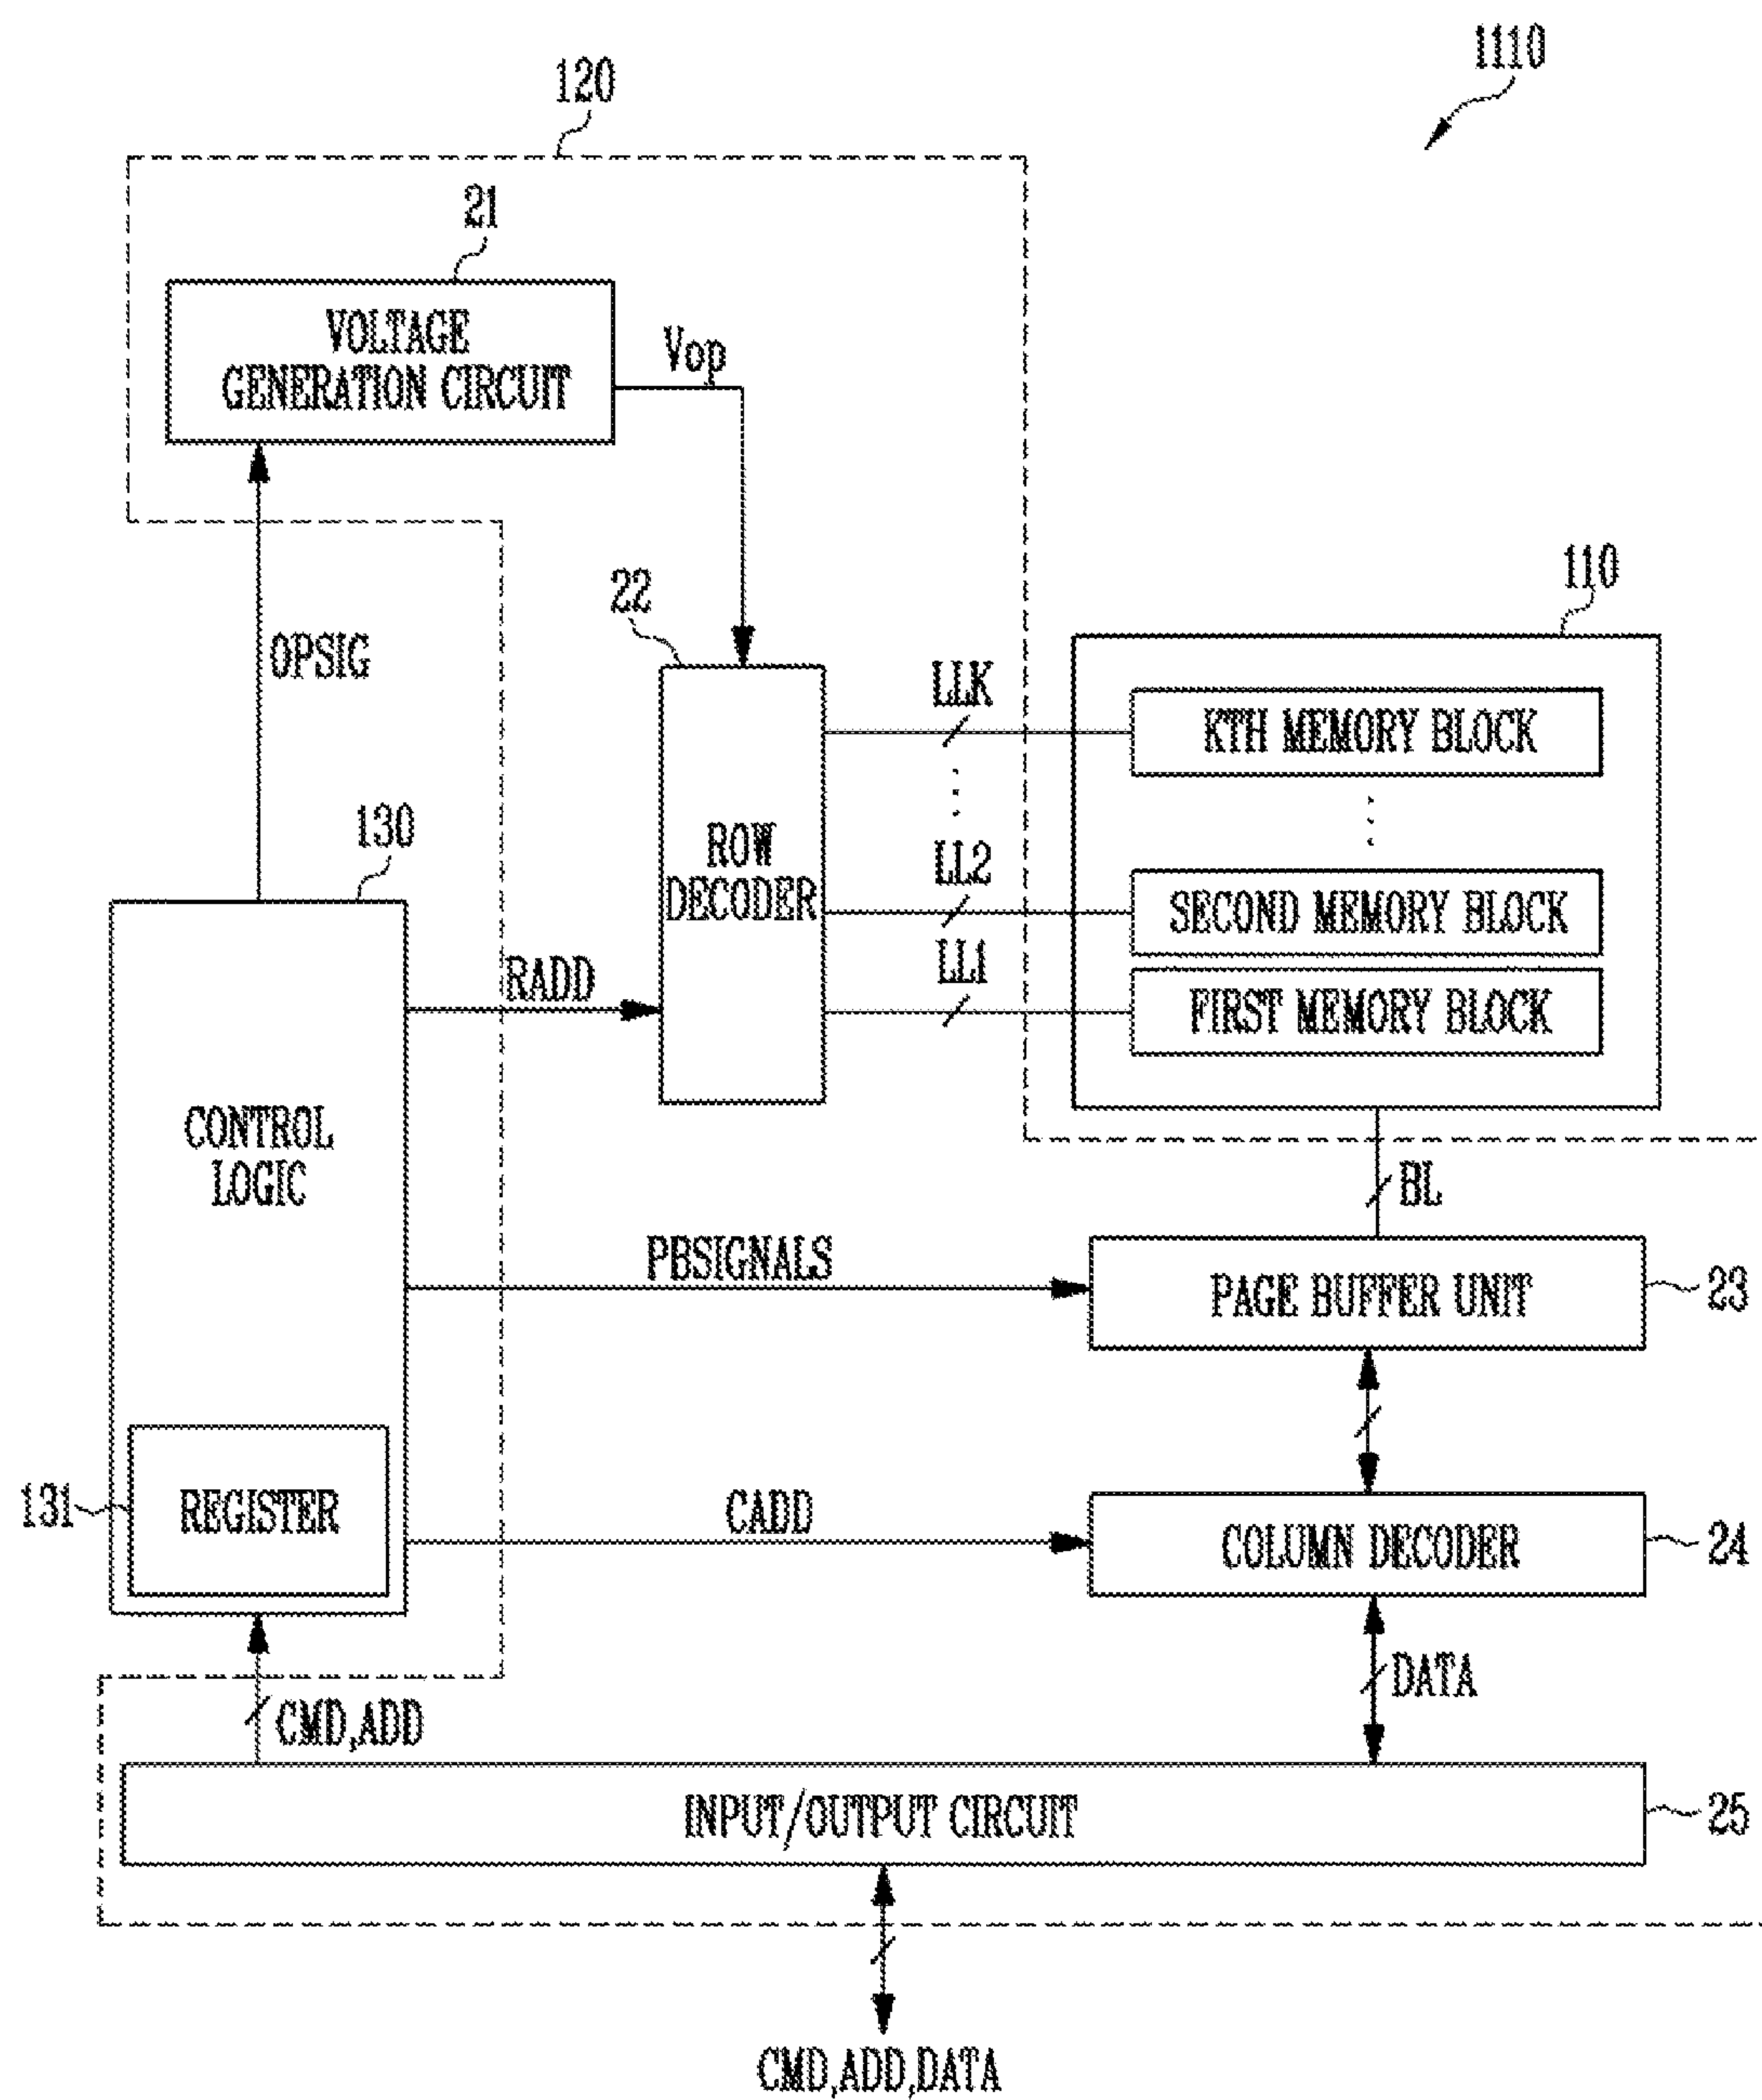 1110
120
21
VOLTAGE
GENERATION CIRCUIT
Vop
110
22
OPSIG
LLK
KTH MEMORY BLOCK
130
ROW
DECODER
LL2
SECOND MEMORY BLOCK
LL1
RADD
FIRST MEMORY BLOCK
CONTROL
LOGIC
BL
PBSIGNALS
PAGE BUFFER UNIT
23
131
REGISTER
CADD
COLUMN DECODER
24
DATA
CMD,ADD
INPUT/OUTPUT CIRCUIT
25
CMD,ADD,DATA